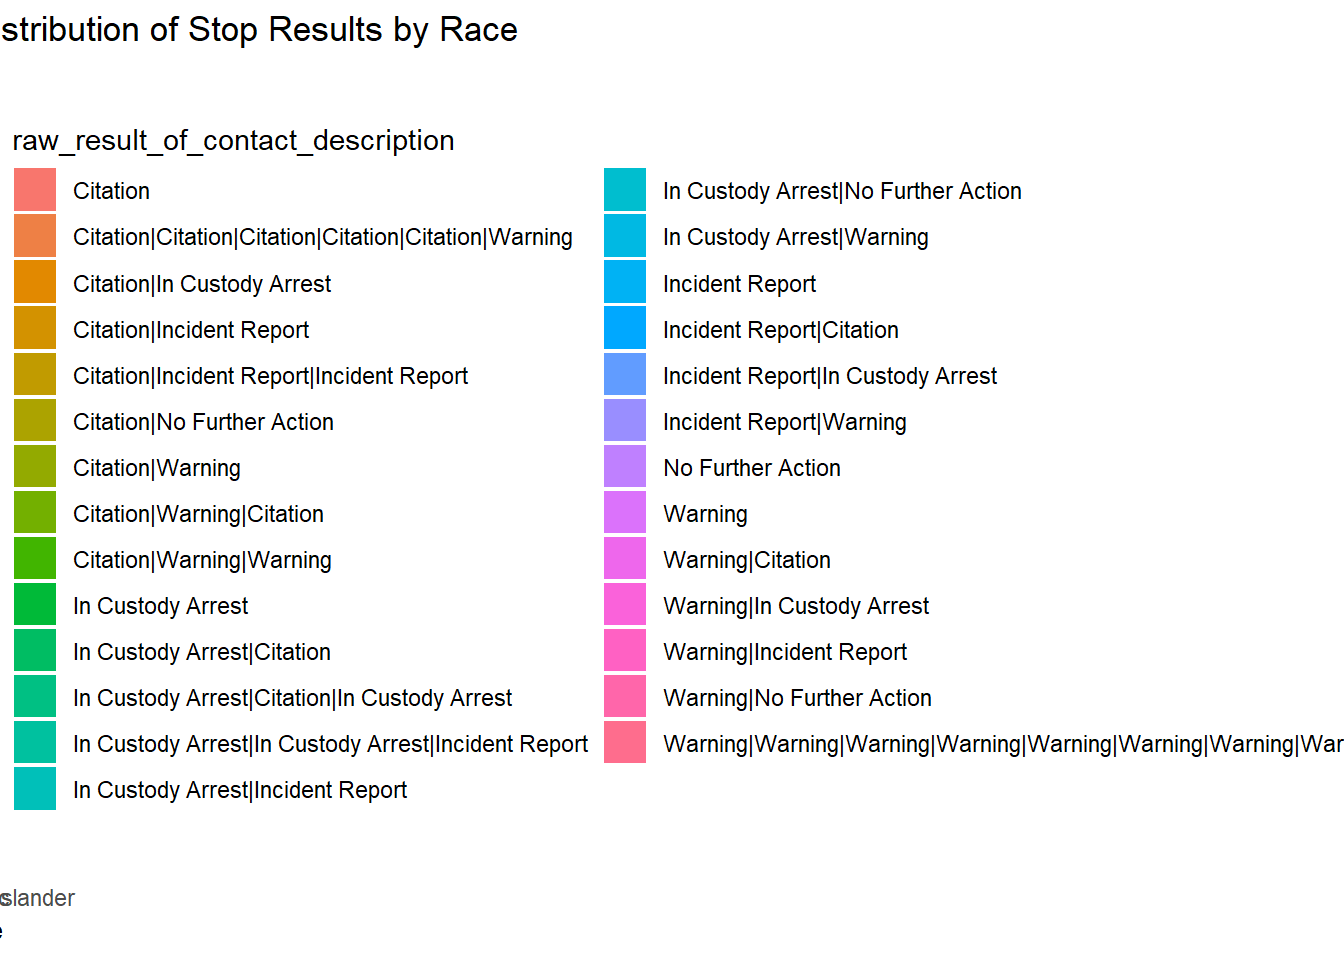 stribution of Stop Results by Race
raw_result_of_contact_description
Citation
Citation|Citation|Citation|Citation|Citation|Warning
Citation|In Custody Arrest
Citation|Incident Report
Citation|Incident Report|Incident Report
Citation|No Further Action
Citation|Warning
Citation|Warning|Citation
Citation|Warning|Warning
In Custody Arrest
In Custody Arrest|Citation
In Custody Arrest|Citation|In Custody Arrest
In Custody Arrest|In Custody Arrest|Incident Report
In Custody Arrest|Incident Report
In Custody Arrest|No Further Action
In Custody Arrest|Warning
Incident Report
Incident Report|Citation
Incident Report|In Custody Arrest
Incident Report|Warning
No Further Action
Warning
Warning|Citation
Warning|In Custody Arrest
Warning|Incident Report
Warning|No Further Action
Warning|Warning|Warning|Warning|Warning|Warning|Warning|War
slander
e